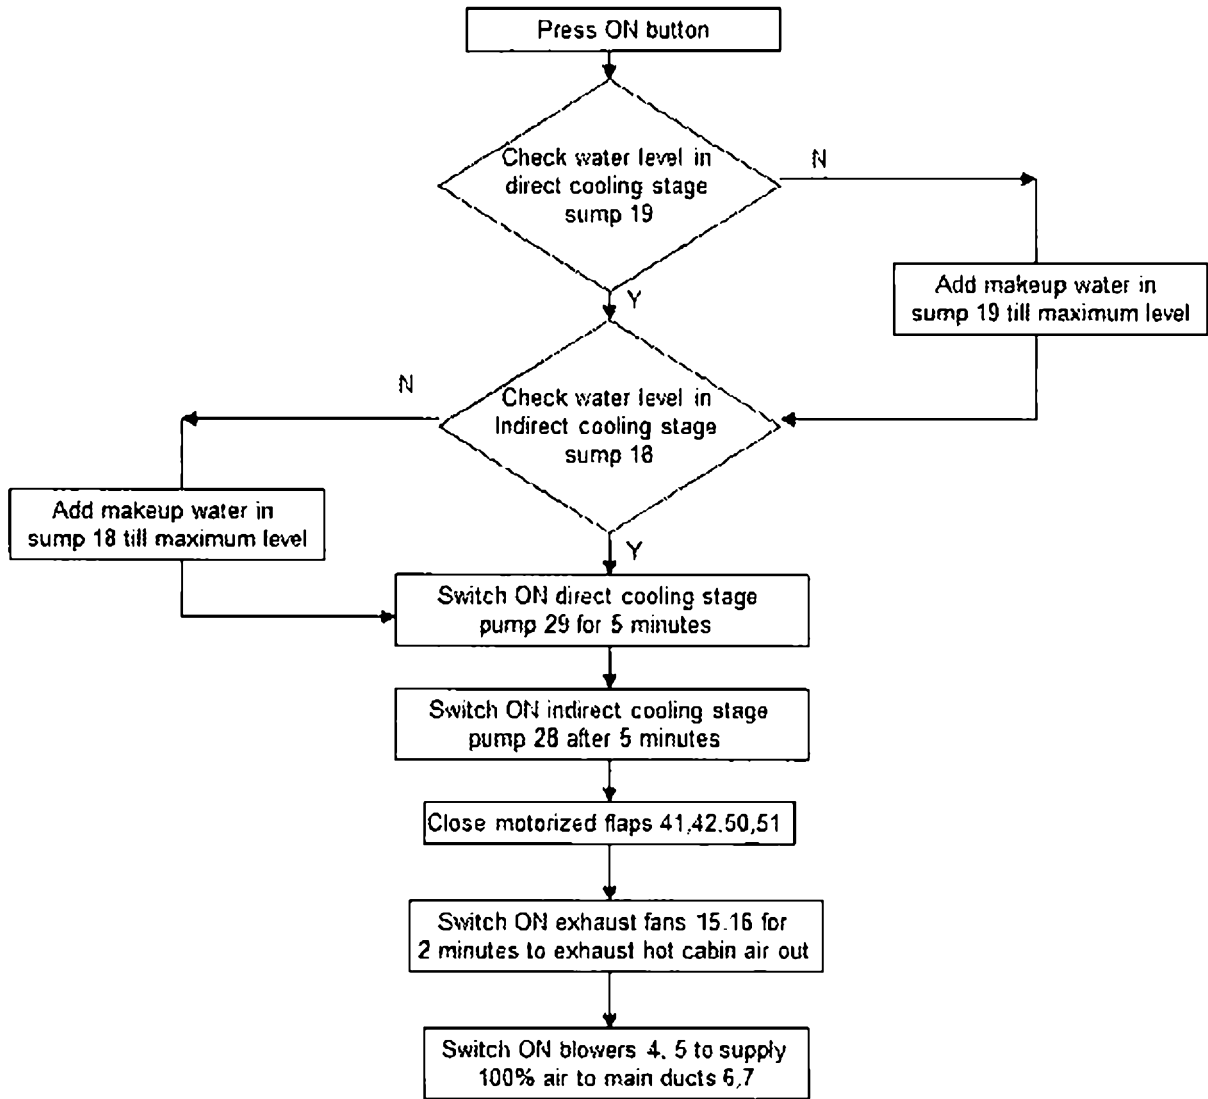 Press ON button
Check water level in
direct cooling stage
sump 19
N
Y
Add makeup water in
sump 19 till maximum level
N
Check water level in
Indirect cooling stage
sump 18
Add makeup water in
sump 18 till maximum level
Y
Switch ON direct cooling stage
pump 29 for 5 minutes
Switch ON indirect cooling stage
pump 28 after 5 minutes
Close motorized flaps 41,42.50,51
Switch ON exhaust fans 15.16 for
2 minutes to exhaust hot cabin air out
Switch ON blowers 4, 5 to supply
100% air to main ducts 6,7